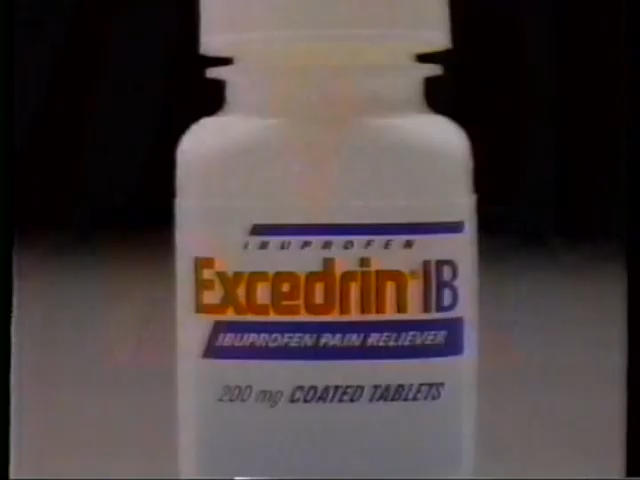 IBUPROFEN
Excedrin IB
IBUPROFEN PAIN RELIEVER
200 mg COATED TABLETS